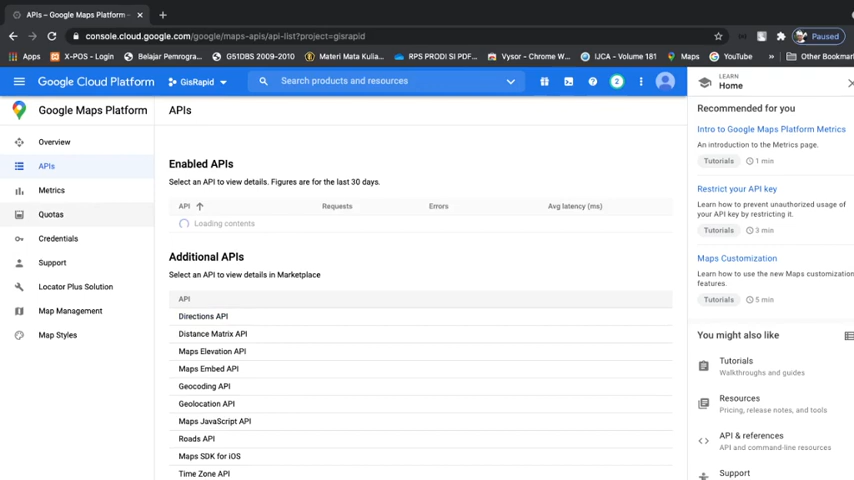 APIs – Google Maps Platform –
console.cloud.google.com/google/maps-apis/api-list?project=gisrapid
Paused
Apps
X-POS - Login
Belajar Pemrogra...
G51DBS 2009-2010
Materi Mata Kulia...
RPS PRODI SI PDF...
Vysor - Chrome W...
IJCA - Volume 181
Maps
YouTube
»
Other Bookmar
Google Cloud Platform
GisRapid
Search products and resources
2
LEARN
Home
Google Maps Platform
Overview
APIs
Metrics
Quotas
Credentials
Support
Locator Plus Solution
Map Management
Map Styles
APIs
Enabled APIs
Select an API to view details. Figures are for the last 30 days.
API Requests Errors Avg latency (ms)
Loading contents
Additional APIs
Select an API to view details in Marketplace
API
Directions API
Distance Matrix API
Maps Elevation API
Maps Embed API
Geocoding API
Geolocation API
Maps JavaScript API
Roads API
Maps SDK for iOS
Time Zone API
Recommended for you
Intro to Google Maps Platform Metrics
An introduction to the Metrics page.
Tutorials 1 min
Restrict your API key
Learn how to prevent unauthorized usage of
your API key by restricting it.
Tutorials 3 min
Maps Customization
Learn how to use the new Maps customization
features.
Tutorials 5 min
You might also like
Tutorials
Walkthroughs and guides
Resources
Pricing, release notes, and tools
API & references
API and command-line resources
Support